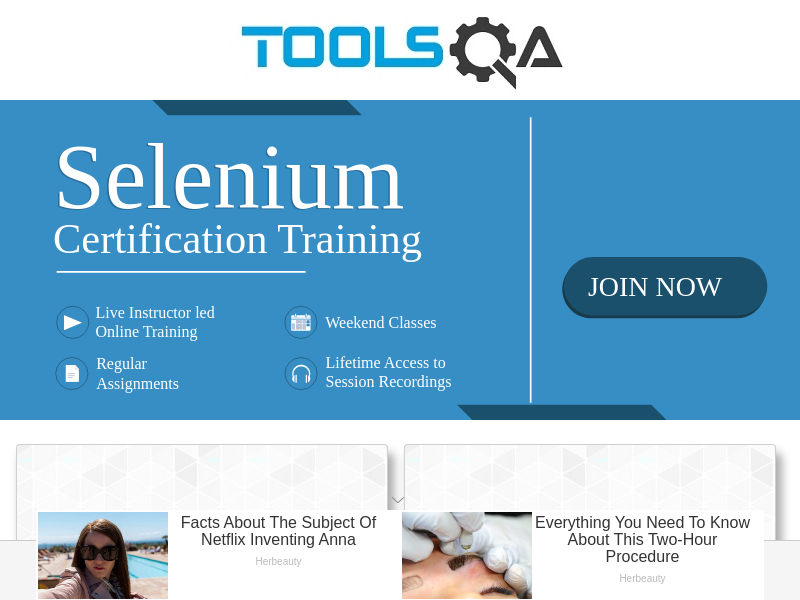 TOOLSQA
Selenium
Certification Training
JOIN NOW
Live Instructor led
Online Training
Weekend Classes
Regular
Assignments
Lifetime Access to
Session Recordings
Facts About The Subject Of
Netflix Inventing Anna
Herbeauty
Everything You Need To Know
About This Two-Hour
Procedure
Herbeauty